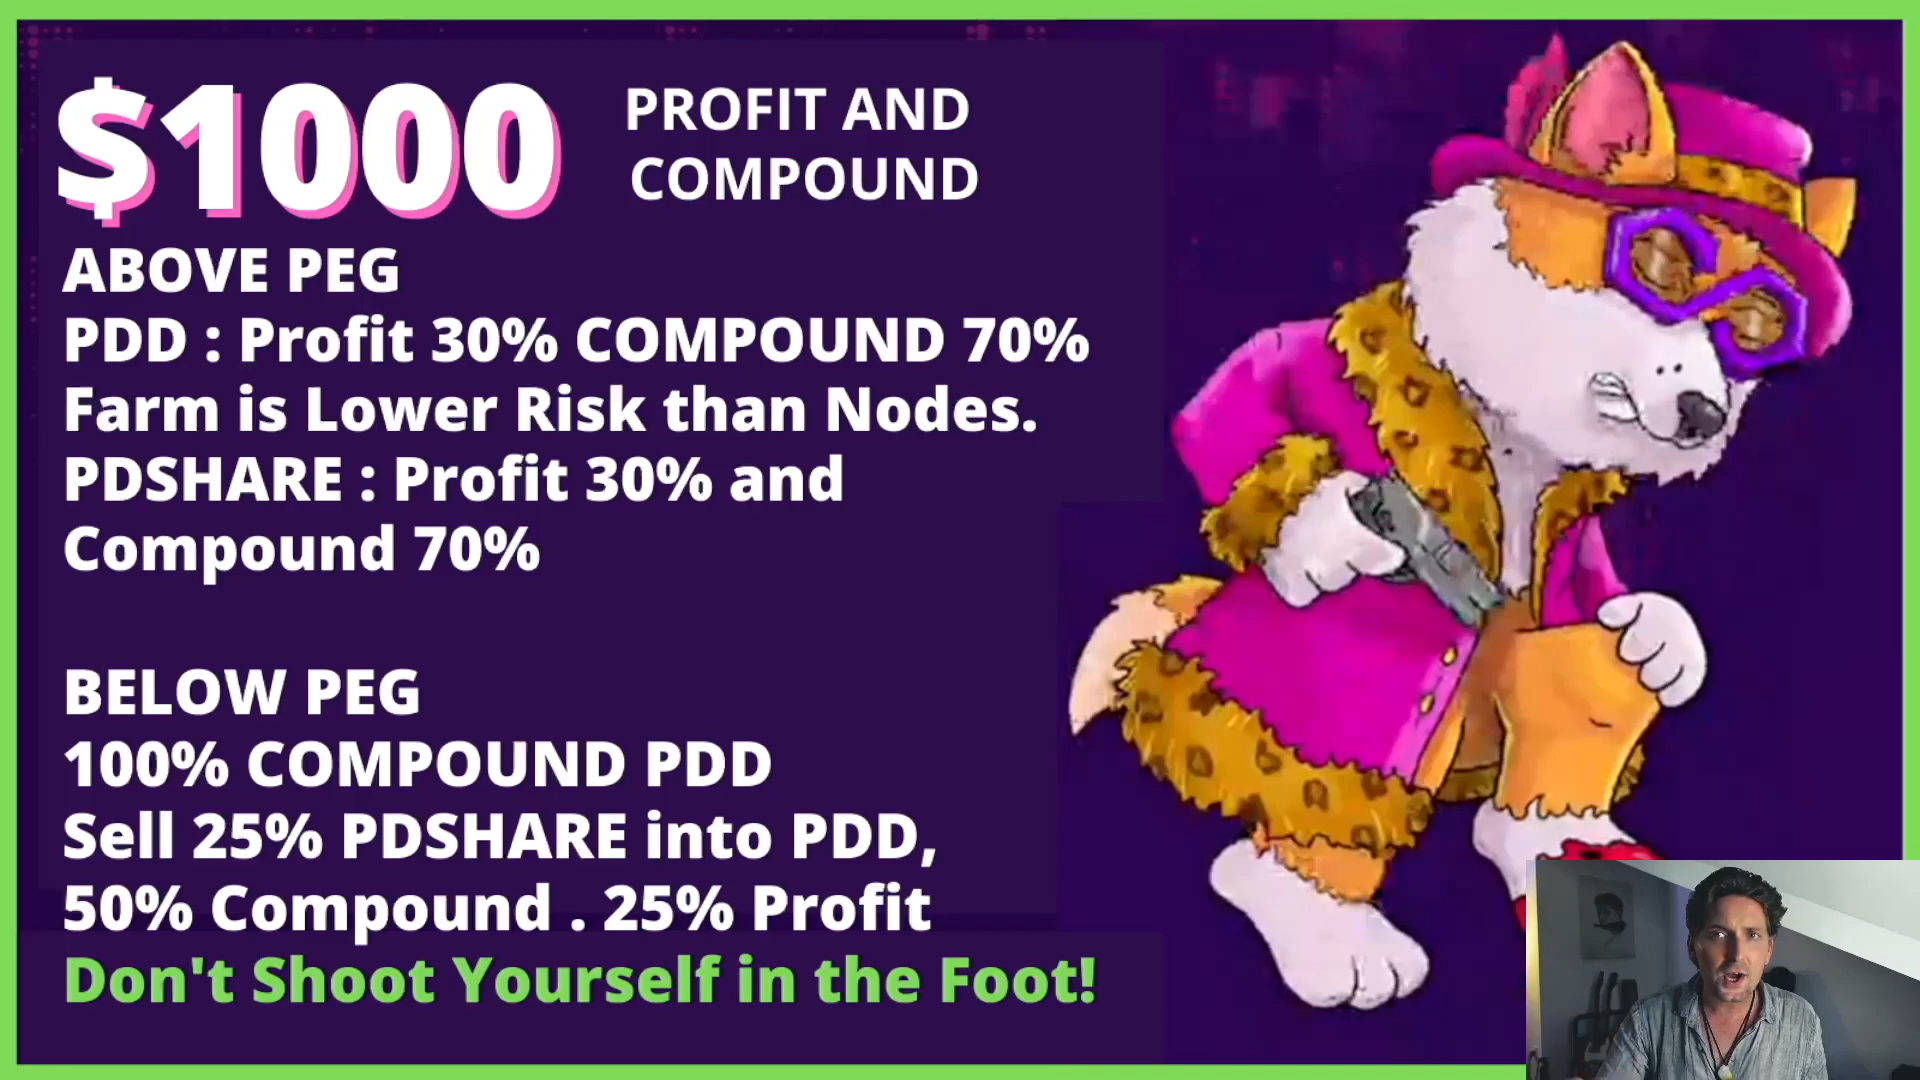 $1000
PROFIT AND
COMPOUND
ABOVE PEG
PDD : Profit 30% COMPOUND 70%
Farm is Lower Risk than Nodes.
PDSHARE : Profit 30% and
Compound 70%
BELOW PEG
100% COMPOUND PDD
Sell 25% PDSHARE into PDD,
50% Compound . 25% Profit
Don't Shoot Yourself in the Foot!